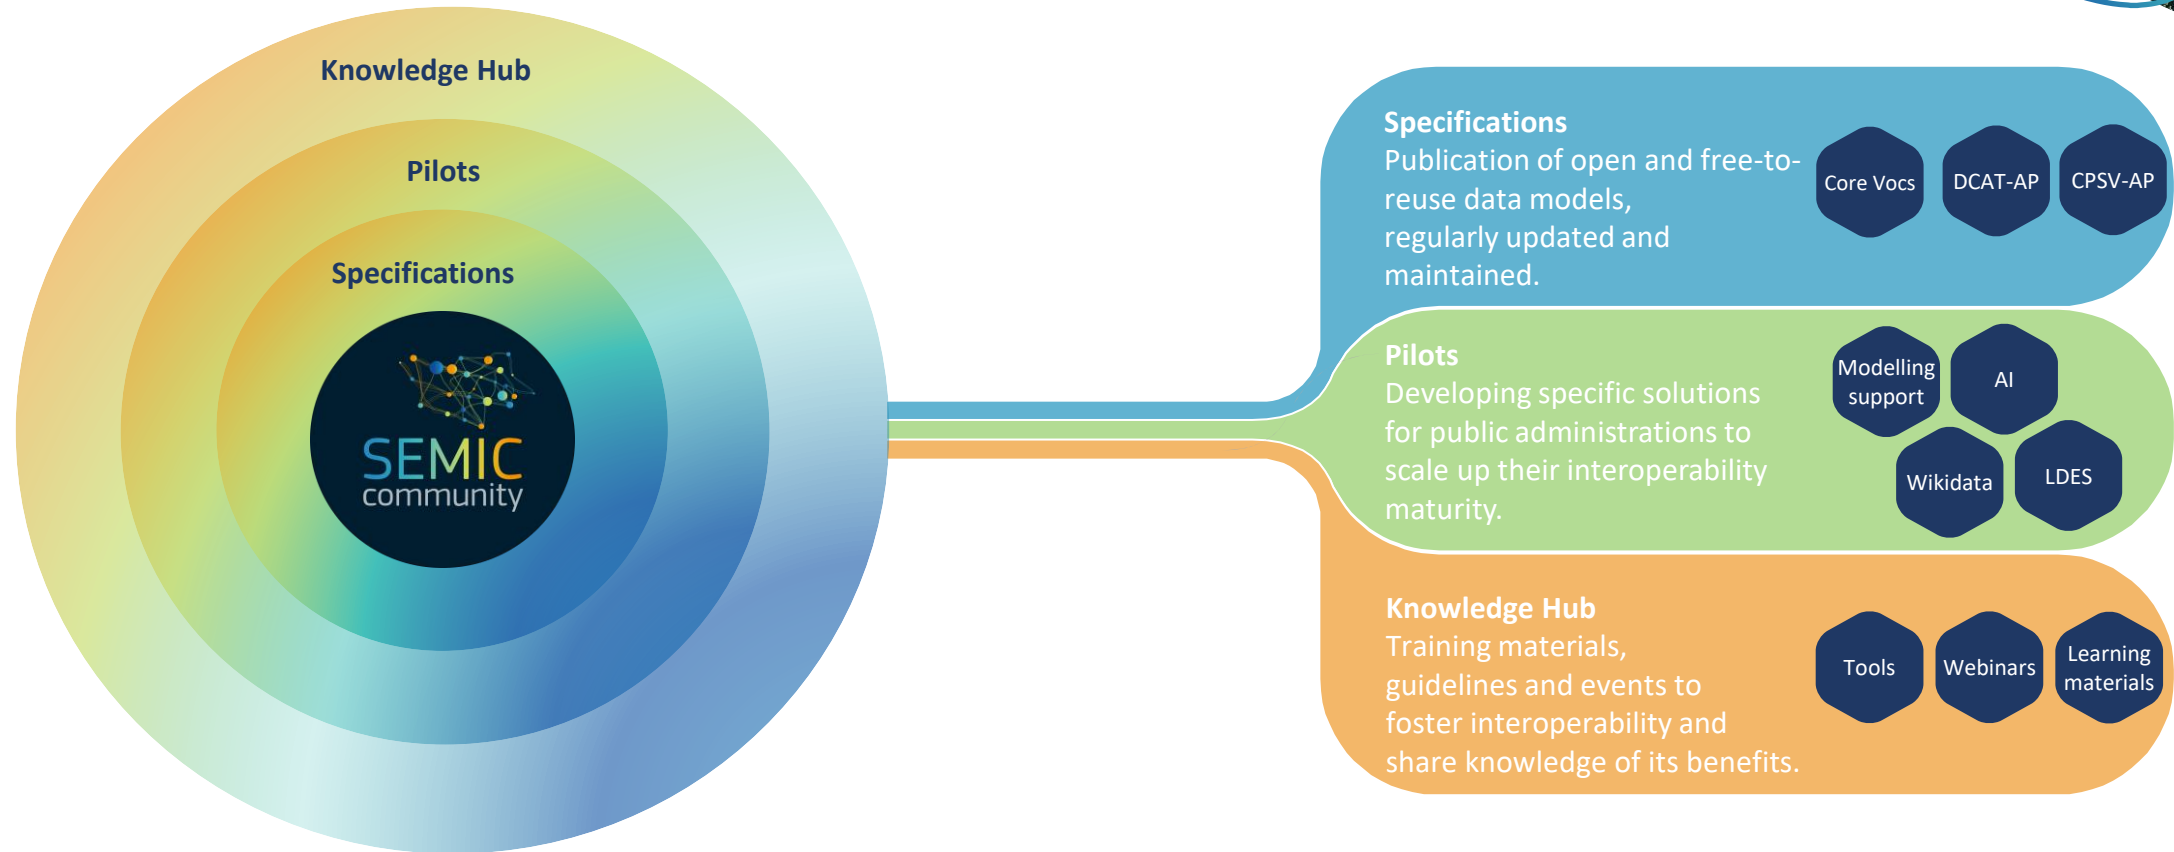 Knowledge Hub
Pilots
Specifications
SEMIC
community
Specifications
Publication of open and free-to-
reuse data models,
regularly updated and
maintained.
Core Vocs
DCAT-AP
CPSV-AP
Pilots
Developing specific solutions
for public administrations to
scale up their interoperability
maturity.
Modelling
support
AI
Wikidata
LDES
Knowledge Hub
Training materials,
guidelines and events to
foster interoperability and
share knowledge of its benefits.
Tools
Webinars
Learning
materials